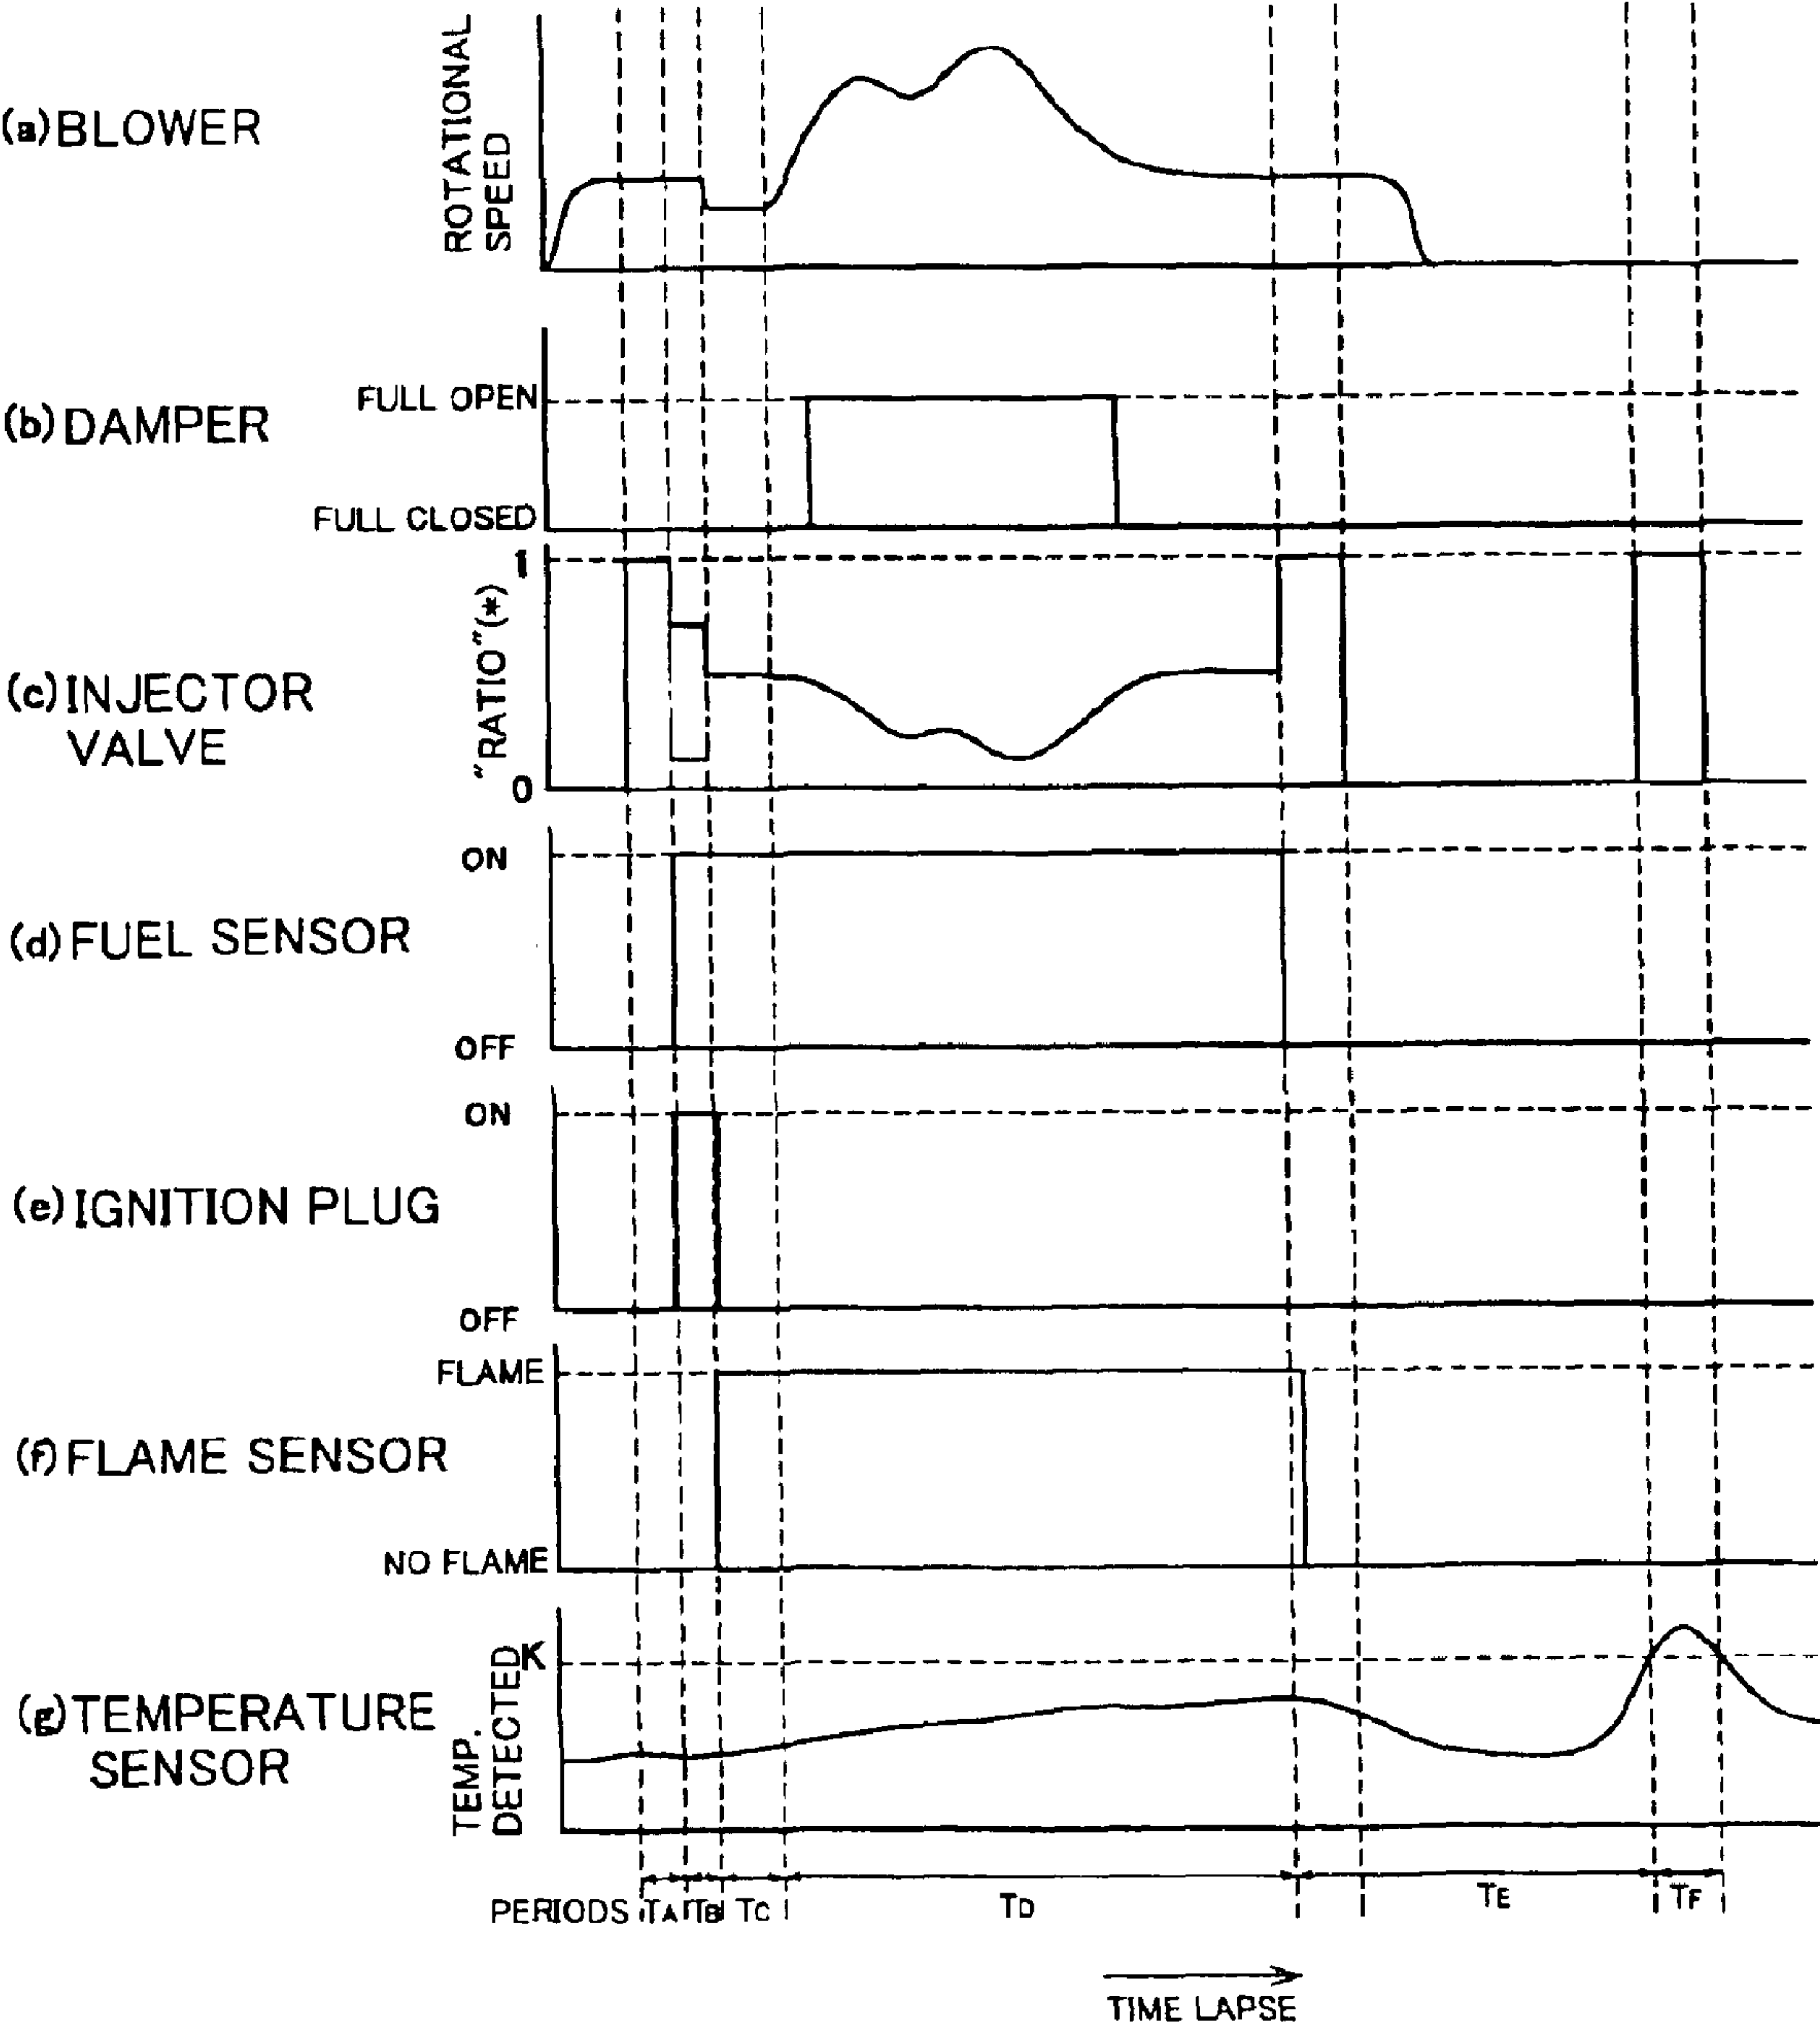 (a) BLOWER
ROTATIONAL
SPEED
(b) DAMPER
FULL OPEN
FULL CLOSED
(c) INJECTOR
VALVE
"RATIO"(*)
1
0
(d) FUEL SENSOR
ON
OFF
(e) IGNITION PLUG
ON
OFF
(f) FLAME SENSOR
FLAME
NO FLAME
(g) TEMPERATURE
SENSOR
TEMP.
DETECTED
K
PERIODS TA TB TC TD TE TF
TIME LAPSE